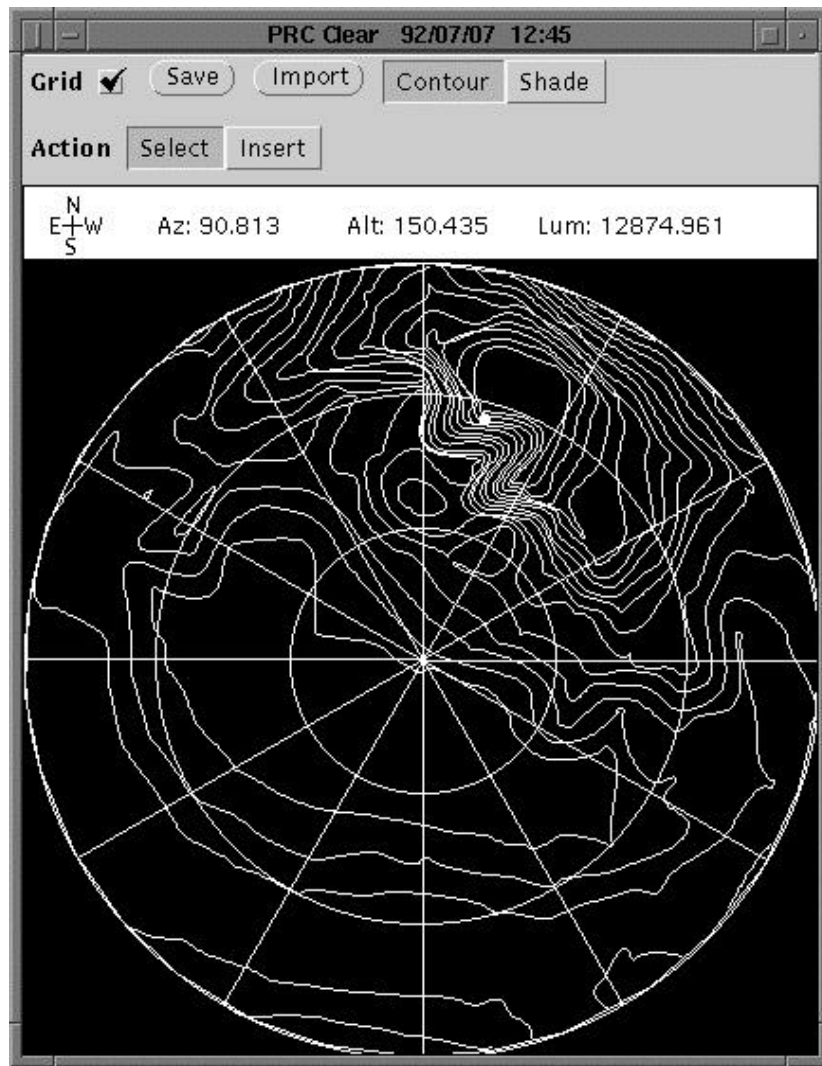 PRC Clear 92/07/07 12:45
Grid Save Import Contour Shade
Action Select Insert
N
E W Az: 90.813 Alt: 150.435 Lum: 12874.961
S